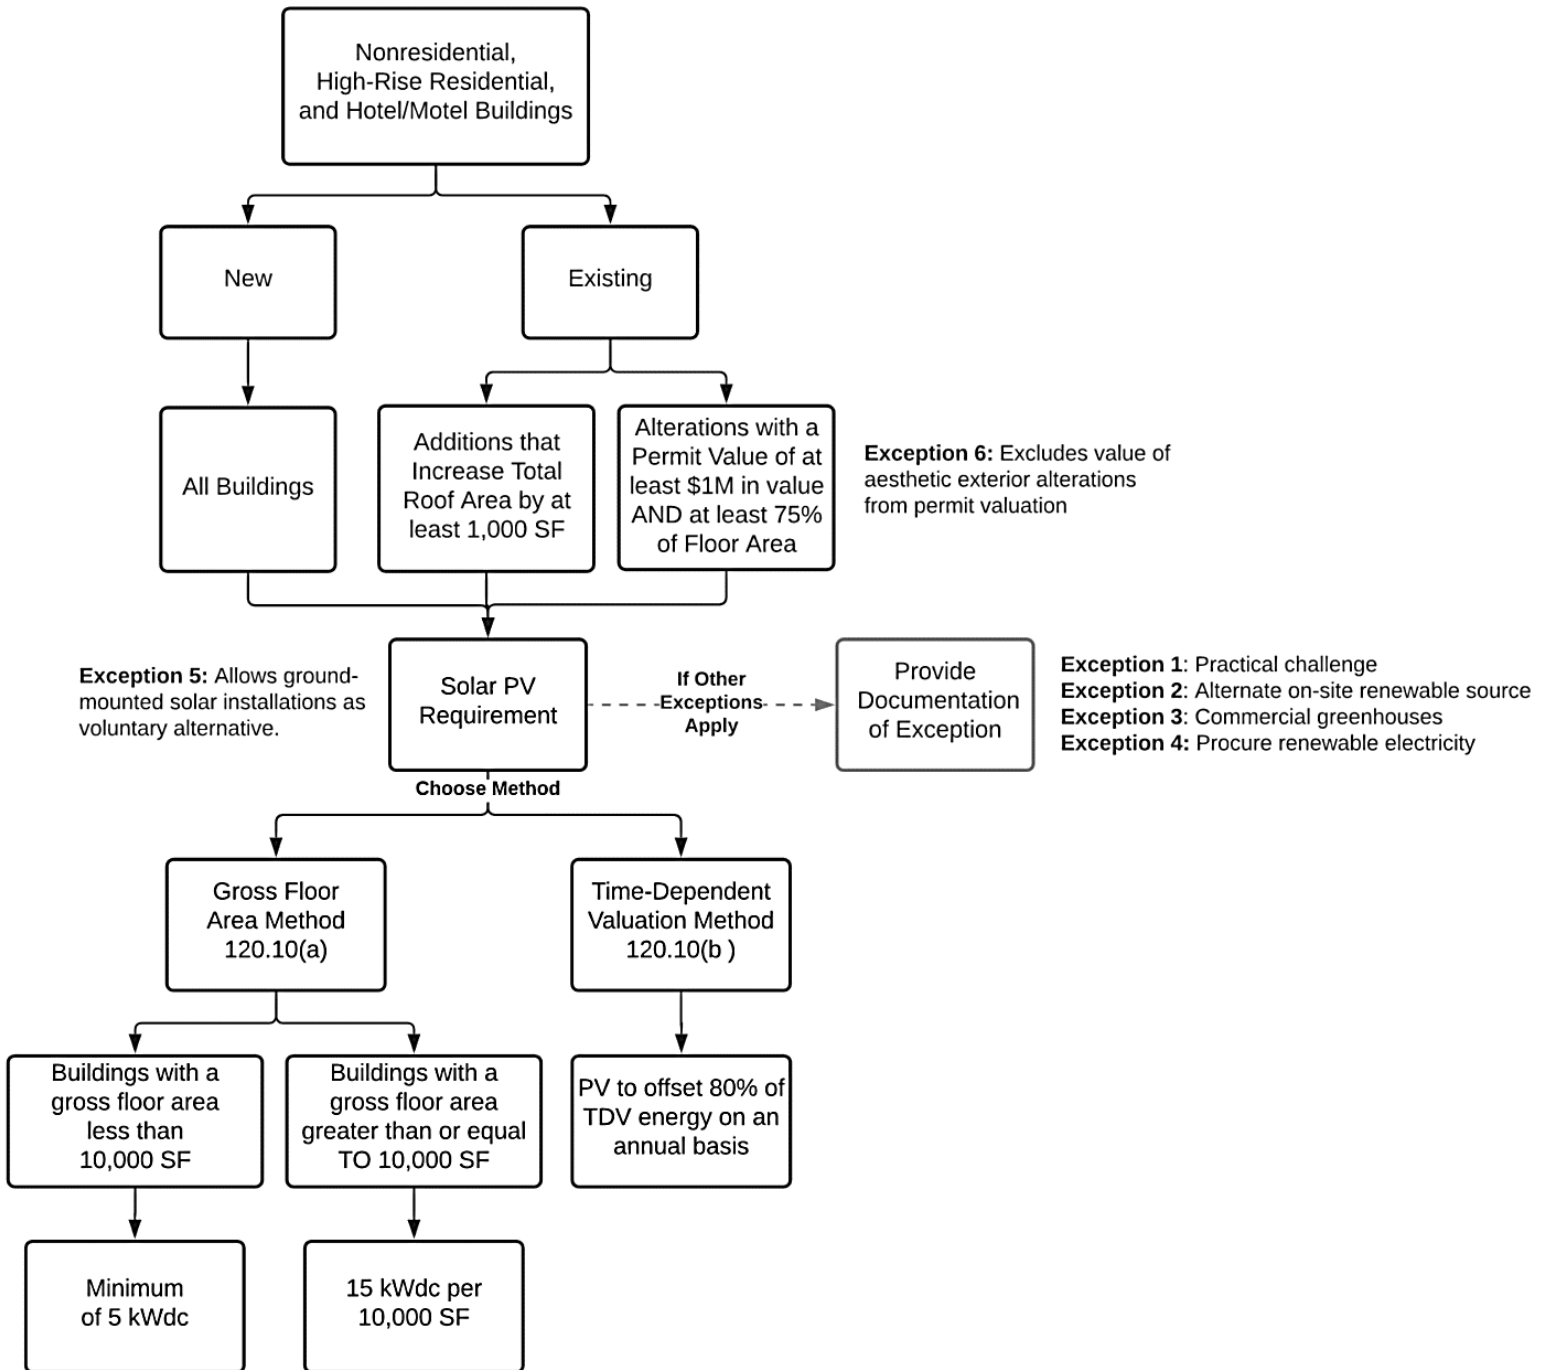 Nonresidential,
High-Rise Residential,
and Hotel/Motel Buildings
New
Existing
All Buildings
Additions that
Increase Total
Roof Area by at
least 1,000 SF
Alterations with a
Permit Value of at
least $1M in value
AND at least 75%
of Floor Area
Exception 6: Excludes value of
aesthetic exterior alterations
from permit valuation
Exception 5: Allows ground-
mounted solar installations as
voluntary alternative.
Solar PV
Requirement
If Other
Exceptions
Apply
Provide
Documentation
of Exception
Exception 1: Practical challenge
Exception 2: Alternate on-site renewable source
Exception 3: Commercial greenhouses
Exception 4: Procure renewable electricity
Choose Method
Gross Floor
Area Method
120.10(a)
Time-Dependent
Valuation Method
120.10(b )
Buildings with a
gross floor area
less than
10,000 SF
Buildings with a
gross floor area
greater than or equal
TO 10,000 SF
PV to offset 80% of
TDV energy on an
annual basis
Minimum
of 5 kWdc
15 kWdc per
10,000 SF